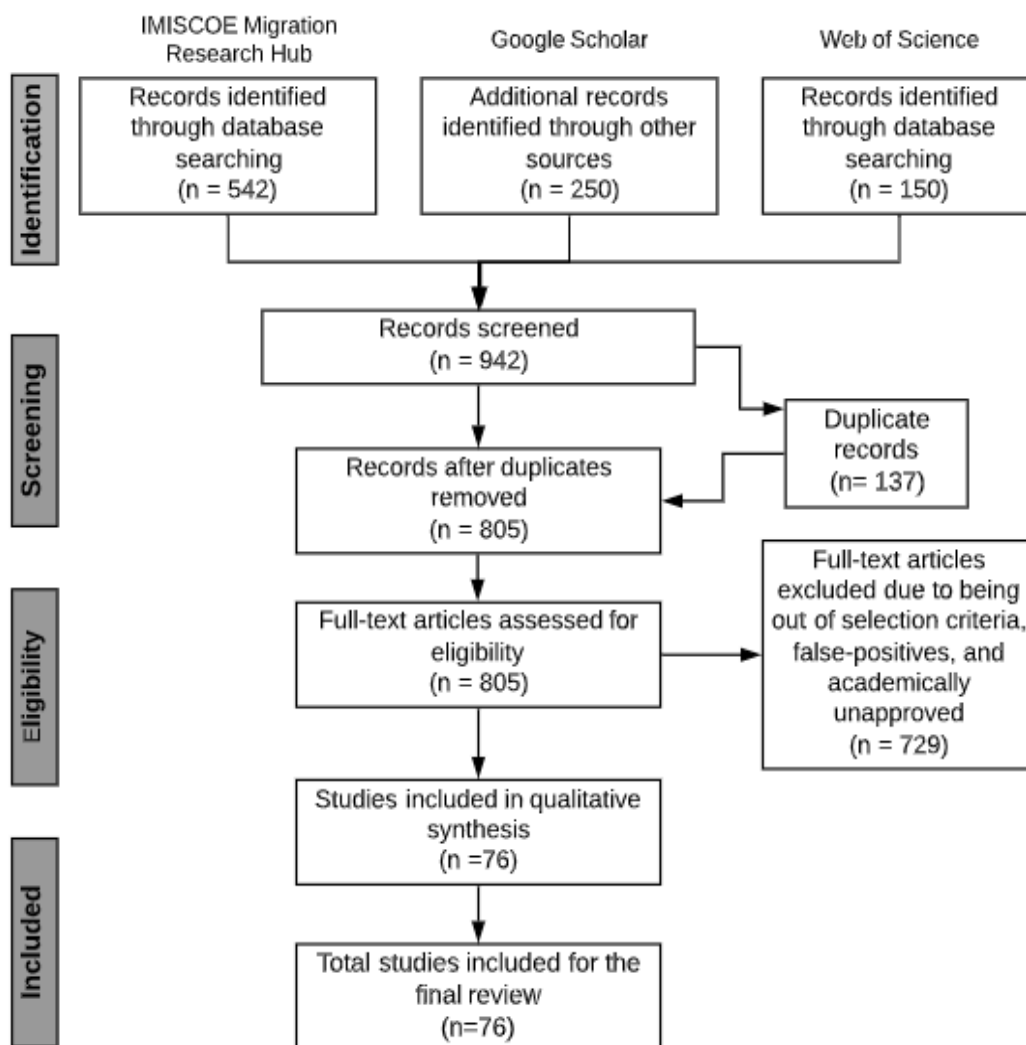 IMISCOE Migration
Research Hub
Google Scholar
Web of Science
Identification
Records identified
through database
searching
(n = 542)
Additional records
identified through other
sources
(n = 250)
Records identified
through database
searching
(n = 150)
Screening
Records screened
(n = 942)
Duplicate
records
(n= 137)
Records after duplicates
removed
(n = 805)
Eligibility
Full-text articles assessed for
eligibility
(n = 805)
Full-text articles
excluded due to being
out of selection criteria,
false-positives, and
academically
unapproved
(n = 729)
Studies included in qualitative
synthesis
(n =76)
Included
Total studies included for the
final review
(n=76)